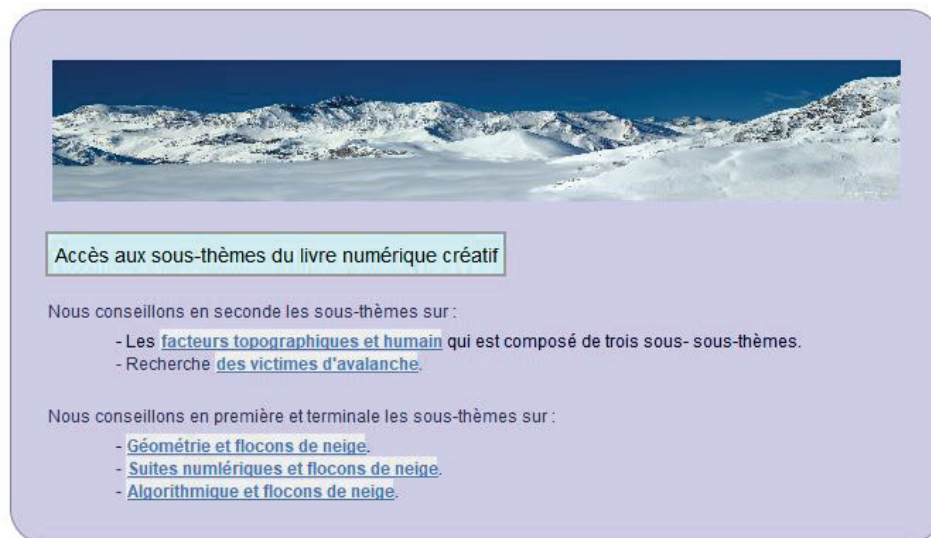 Accès aux sous-thèmes du livre numérique créatif
Nous conseillons en seconde les sous-thèmes sur :
- Les facteurs topographiques et humain qui est composé de trois sous- sous-thèmes.
- Recherche des victimes d'avalanche.
Nous conseillons en première et terminale les sous-thèmes sur :
- Géométrie et flocons de neige.
- Suites numlériques et flocons de neige.
- Algorithmique et flocons de neige.